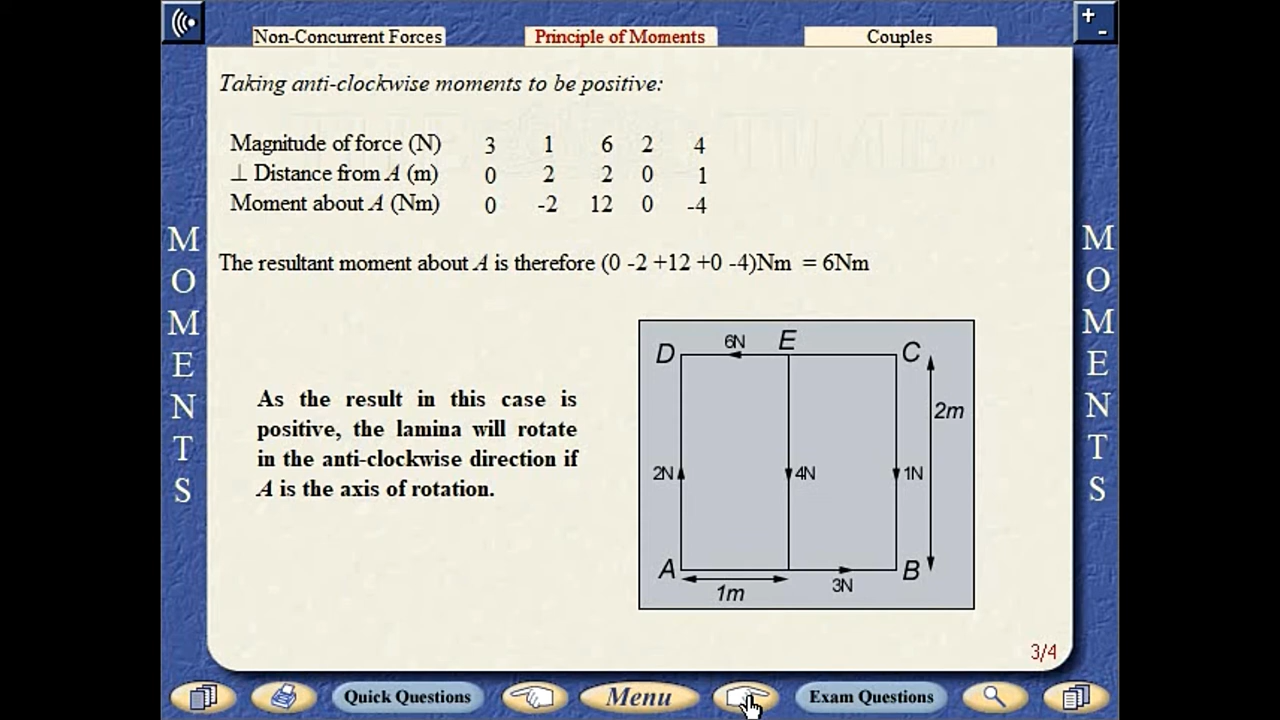 Non-Concurrent Forces Principle of Moments Couples
+
-
Taking anti-clockwise moments to be positive:
Magnitude of force (N) 3 1 6 2 4
⊥ Distance from A (m) 0 2 2 0 1
Moment about A (Nm) 0 -2 12 0 -4
The resultant moment about A is therefore (0 -2 +12 +0 -4)Nm = 6Nm
As the result in this case is
positive, the lamina will rotate
in the anti-clockwise direction if
A is the axis of rotation.
D 6N E C
2m
2N 4N 1N
A B
1m 3N
MOMENTS
MOMENTS
3/4
Quick Questions Menu Exam Questions